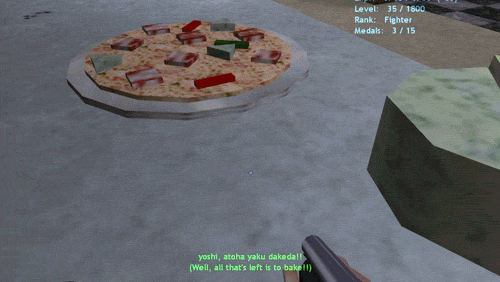 Level: 35 / 1800
Rank: Fighter
Medals: 3 / 15
yoshi, atoha yaku dakeda!!
(Well, all that's left is to bake!!)